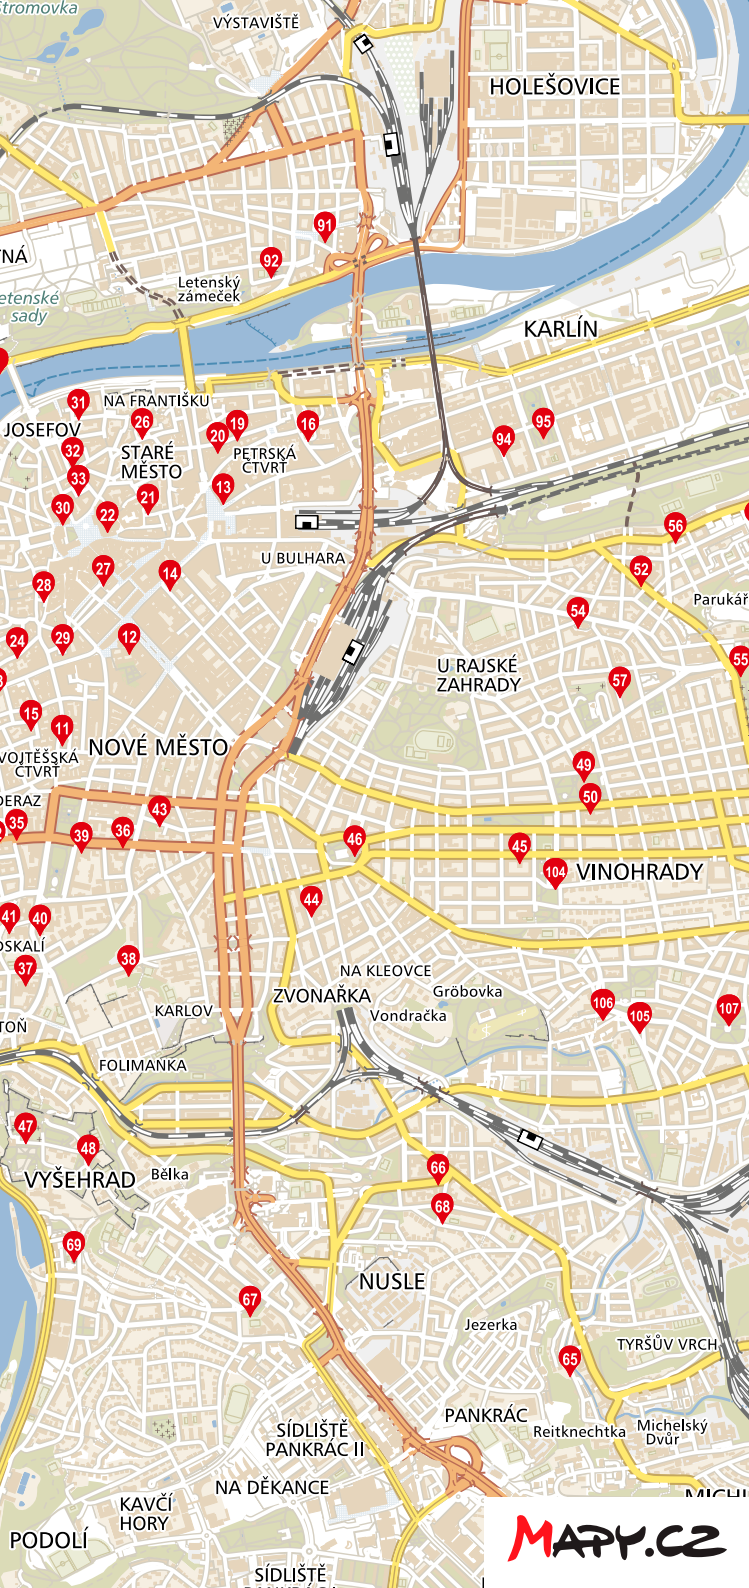 Stromovka
VÝSTAVIŠTĚ
HOLEŠOVICE
91
92
NÁ
Letenský
zámeček
etenské
sady
KARLÍN
31
NA FRANTIŠKU
26
JOSEFOV
16
19
20
95
94
32
STARÉ
MĚSTO
PETRSKÁ
ČTVRŤ
33
13
21
30
22
56
U BULHARA
27
14
52
28
Parukář
54
24
29
12
55
U RAJSKÉ
ZAHRADY
57
15
11
NOVÉ MĚSTO
VOJTĚŠSKÁ
ČTVRŤ
49
50
DERAZ
43
35
39
36
46
45
104
VINOHRADY
44
41
40
OSKALÍ
38
37
NA KLEOVCE
ZVONAŘKA
Gröbovka
Vondračka
106
105
107
KARLOV
TOŇ
FOLIMANKA
47
48
VYŠEHRAD
Bělka
66
68
69
NUSLE
67
Jezerka
TYRŠŮV VRCH
65
PANKRÁC
Reitknechtka
Michelský
Dvůr
SÍDLIŠTĚ
PANKRÁC II
NA DĚKANCE
MICHL
KAVČÍ
HORY
PODOLÍ
MAPY.CZ
SÍDLIŠTĚ